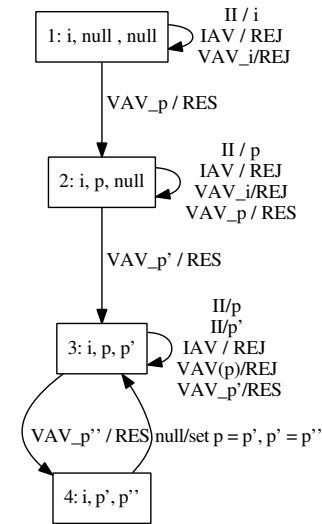 1: i, null , null
II / i
IAV / REJ
VAV_i/REJ
VAV_p / RES
2: i, p, null
II / p
IAV / REJ
VAV_i/REJ
VAV_p / RES
VAV_p’ / RES
3: i, p, p’
II/p
II/p’
IAV / REJ
VAV(p)/REJ
VAV_p’/RES
VAV_p’’ / RES
null/set p = p’, p’ = p’’
4: i, p’, p’’